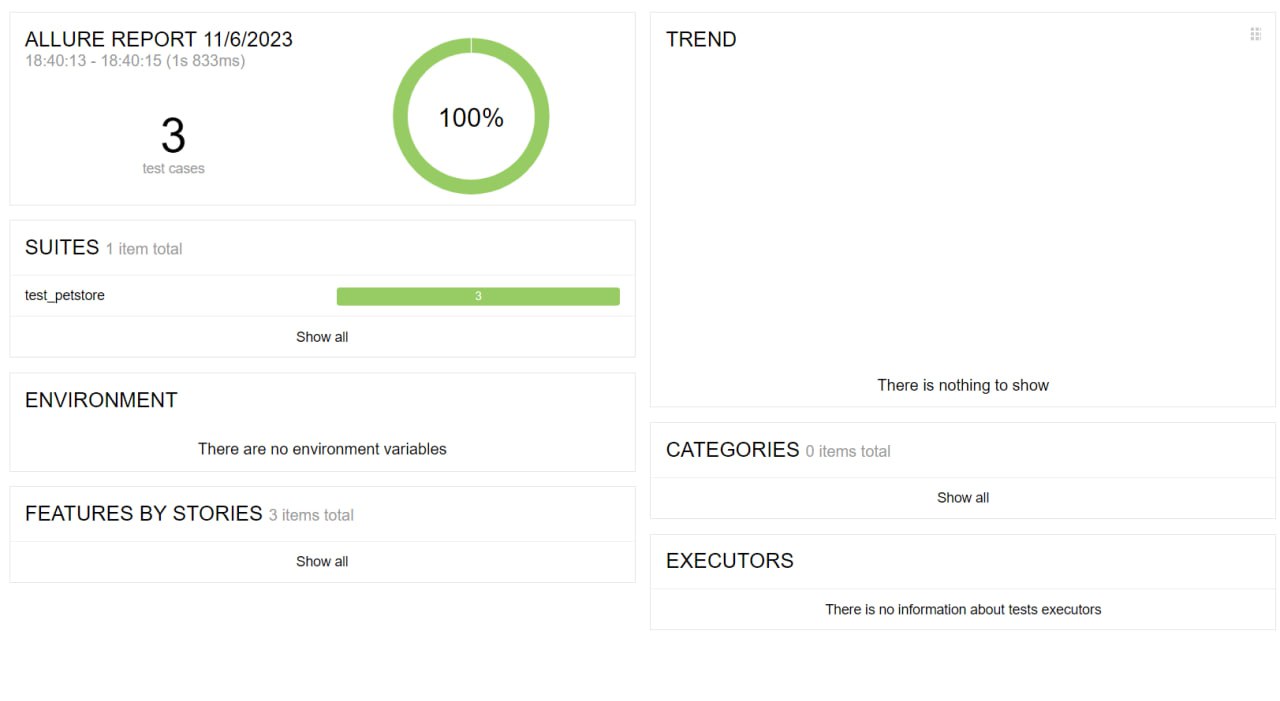 ALLURE REPORT 11/6/2023
18:40:13 - 18:40:15 (1s 833ms)
3
test cases
100%
SUITES 1 item total
test_petstore 3
Show all
ENVIRONMENT
There are no environment variables
FEATURES BY STORIES 3 items total
Show all
TREND
There is nothing to show
CATEGORIES 0 items total
Show all
EXECUTORS
There is no information about tests executors